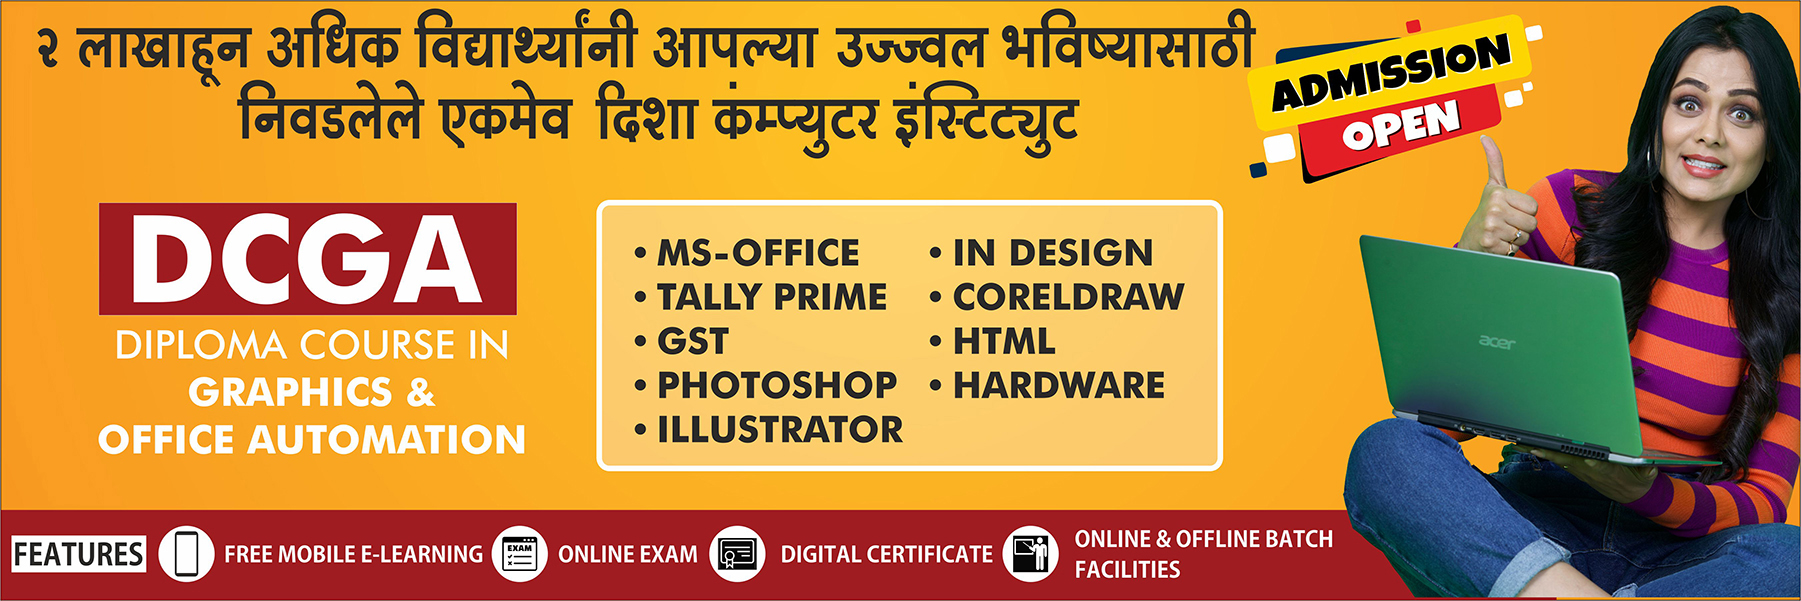 २ लाखाहून अधिक विद्यार्थ्यांनी आपल्या उज्ज्वल भविष्यासाठी
निवडलेले एकमेव दिशा कंम्प्युटर इंस्टिट्युट
ADMISSION
OPEN
DCGA
DIPLOMA COURSE IN
GRAPHICS &
OFFICE AUTOMATION
• MS-OFFICE
• TALLY PRIME
• GST
• PHOTOSHOP
• ILLUSTRATOR
• IN DESIGN
• CORELDRAW
• HTML
• HARDWARE
acer
FEATURES
FREE MOBILE E-LEARNING
EXAM
ONLINE EXAM
DIGITAL CERTIFICATE
ONLINE & OFFLINE BATCH
FACILITIES